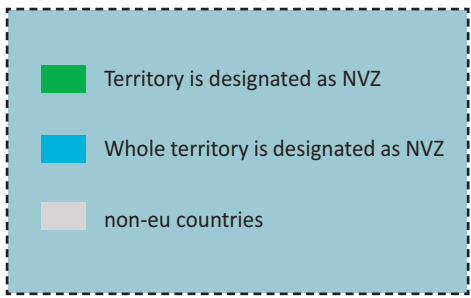 Territory is designated as NVZ
Whole territory is designated as NVZ
non-eu countries